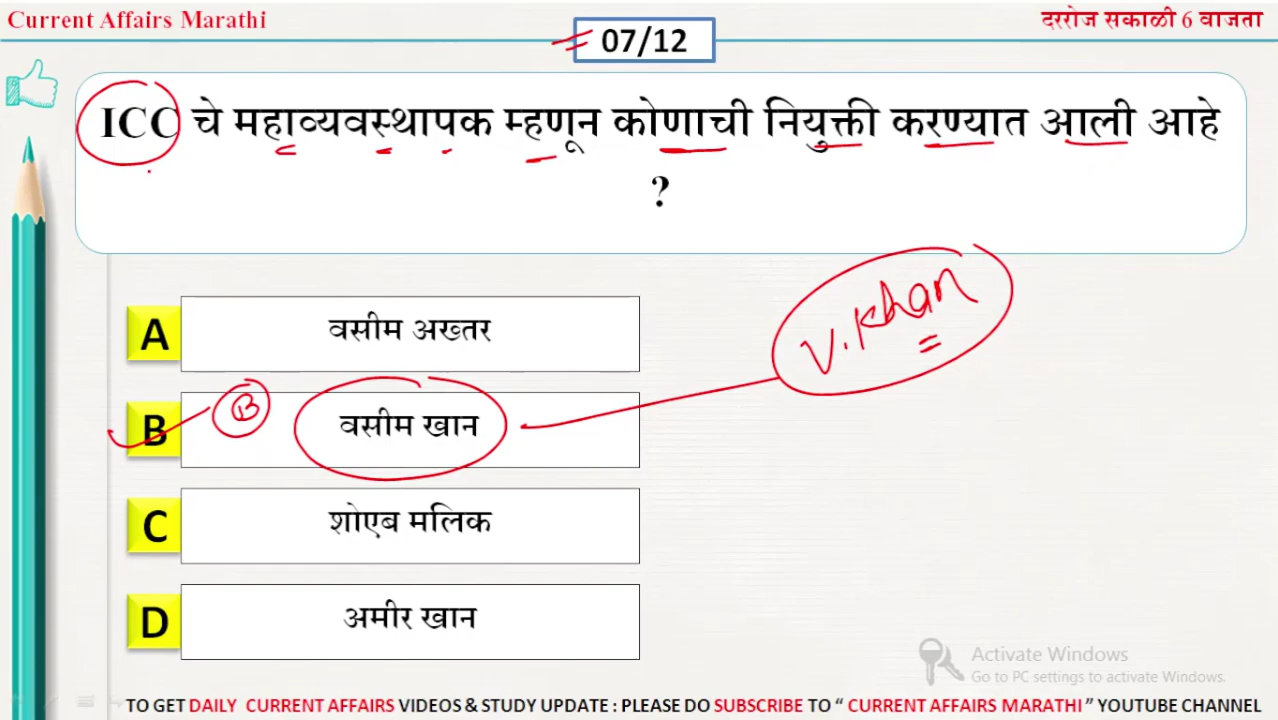 Current Affairs Marathi
दररोज सकाळी 6 वाजता
07/12
ICC चे महाव्यवस्थापक म्हणून कोणाची नियुक्ती करण्यात आली आहे
?
V. Khan
A वसीम अख्तर
B B वसीम खान
C शोएब मलिक
D अमीर खान
Activate Windows
Go to PC settings to activate Windows.
TO GET DAILY CURRENT AFFAIRS VIDEOS & STUDY UPDATE : PLEASE DO SUBSCRIBE TO “ CURRENT AFFAIRS MARATHI ” YOUTUBE CHANNEL